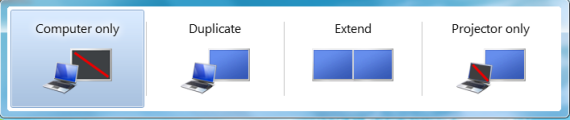 Computer only
Duplicate
Extend
Projector only